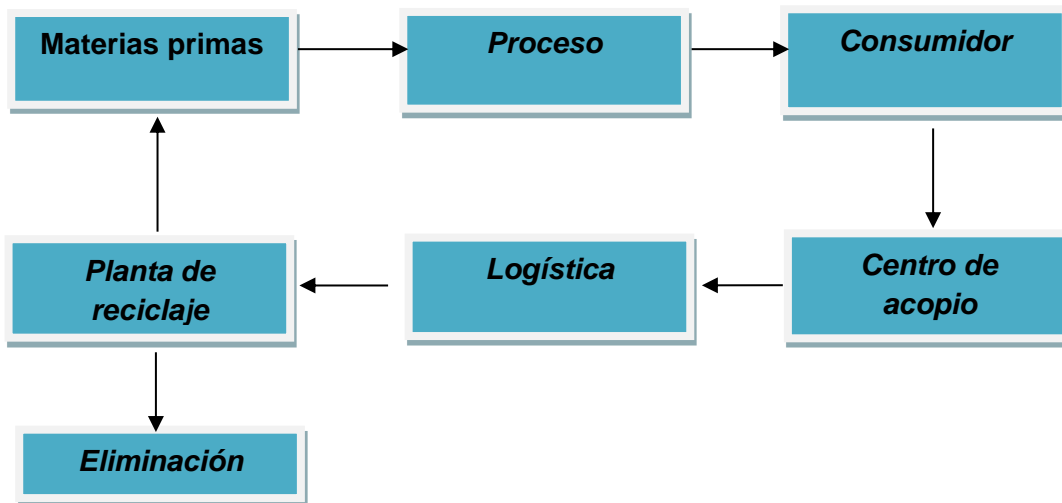 Materias primas
Proceso
Consumidor
Planta de
reciclaje
Logística
Centro de
acopio
Eliminación